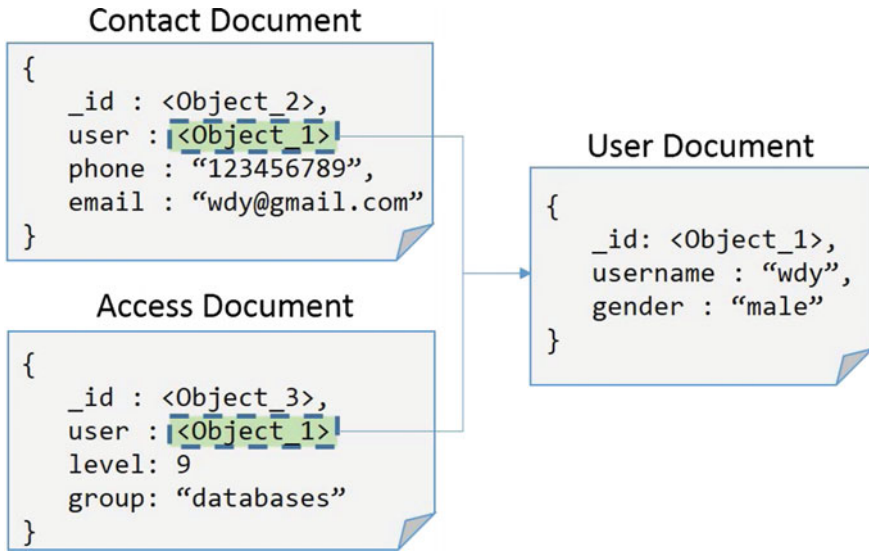 Contact Document
{
_id : <Object_2>,
user : <Object_1>
phone : “123456789”,
email : “wdy@gmail.com”
}
Access Document
{
_id : <Object_3>,
user : <Object_1>
level: 9
group: “databases”
}
User Document
{
_id: <Object_1>,
username : “wdy”,
gender : “male”
}